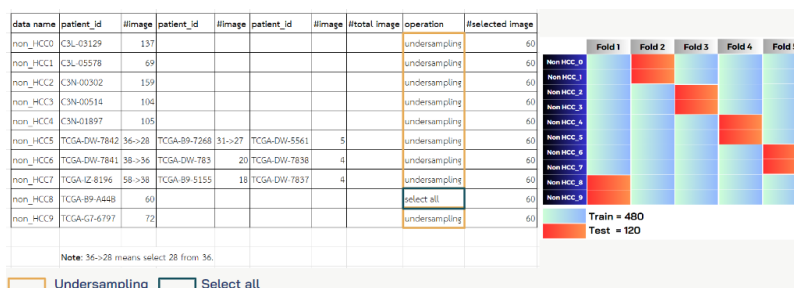 data name patient_id #image patient_id #image patient_id #image #total image operation #selected image
non_HCC0 C3L-03129 137 undersampling 60
non_HCC1 C3L-05578 69 undersampling 60
non_HCC2 C3N-00302 159 undersampling 60
non_HCC3 C3N-00514 104 undersampling 60
non_HCC4 C3N-01897 105 undersampling 60
non_HCC5 TCGA-DW-7842 36->28 TCGA-B9-7268 31->27 TCGA-DW-5561 5 undersampling 60
non_HCC6 TCGA-DW-7841 38->36 TCGA-DW-783 20 TCGA-DW-7838 4 undersampling 60
non_HCC7 TCGA-IZ-8196 58->38 TCGA-B9-5155 18 TCGA-DW-7837 4 undersampling 60
non_HCC8 TCGA-B9-A44B 60 select all 60
non_HCC9 TCGA-G7-6797 72 undersampling 60
Note: 36->28 means select 28 from 36.
Undersampling Select all
Fold 1 Fold 2 Fold 3 Fold 4 Fold
Non HCC_0
Non HCC_1
Non HCC_2
Non HCC_3
Non HCC_4
Non HCC_5
Non HCC_6
Non HCC_7
Non HCC_8
Non HCC_9
Train = 480
Test = 120